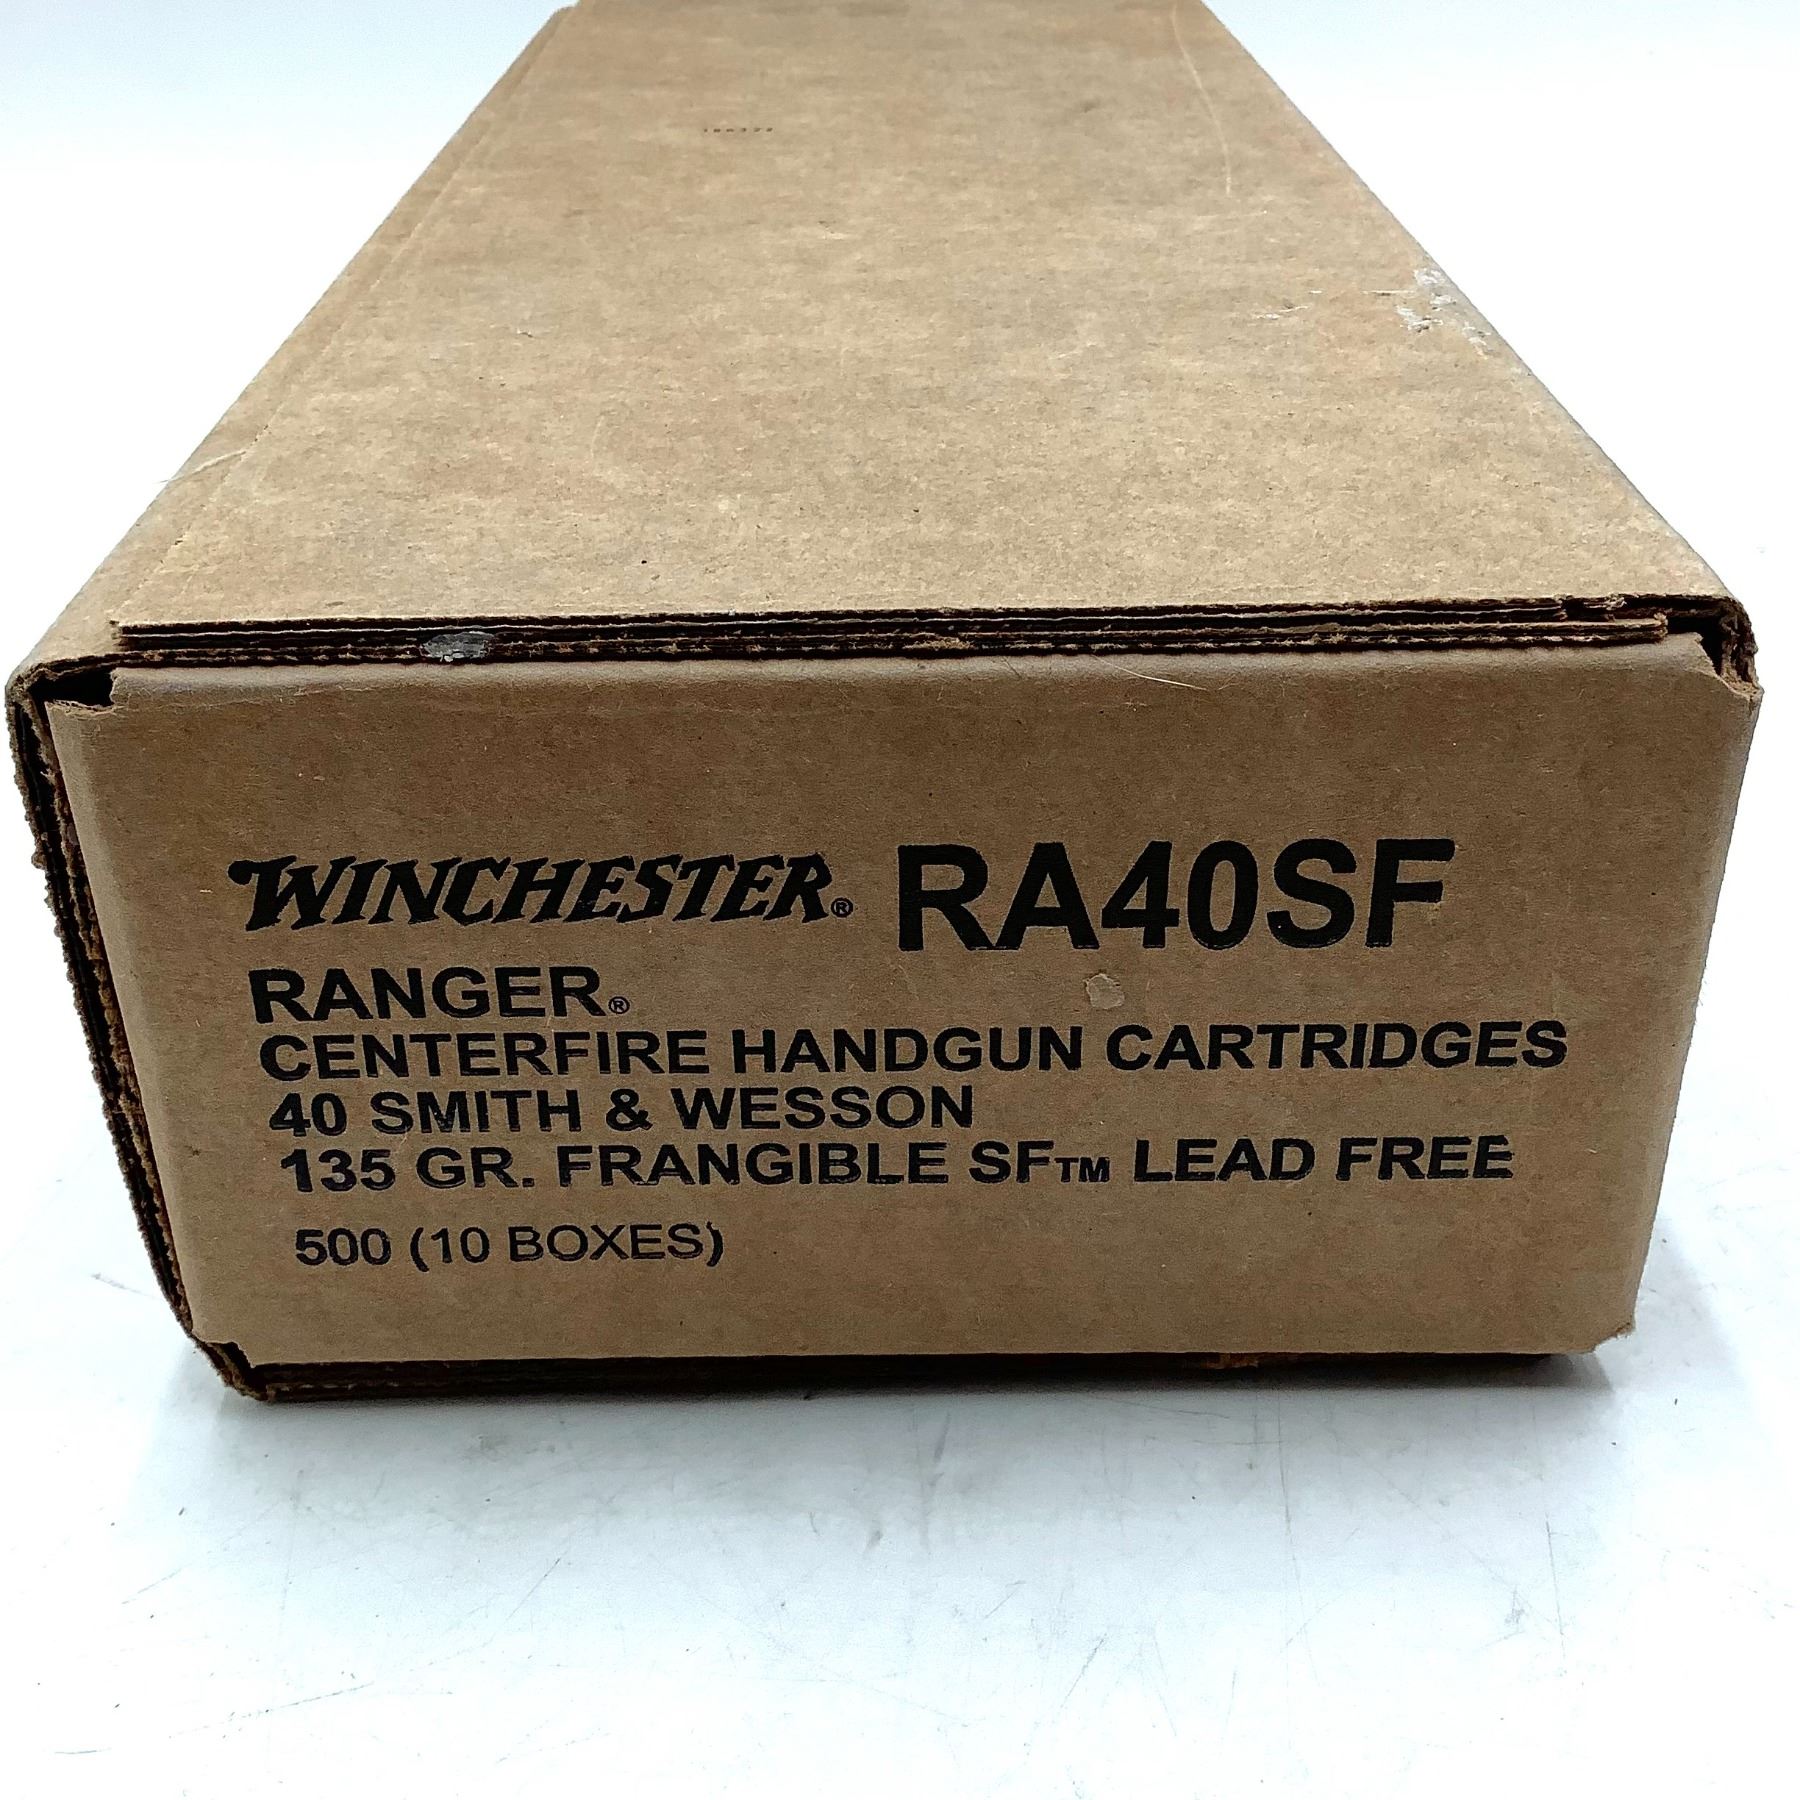 WINCHESTER® RA40SF
RANGER®
CENTERFIRE HANDGUN CARTRIDGES
40 SMITH & WESSON
135 GR. FRANGIBLE SF™ LEAD FREE
500 (10 BOXES)